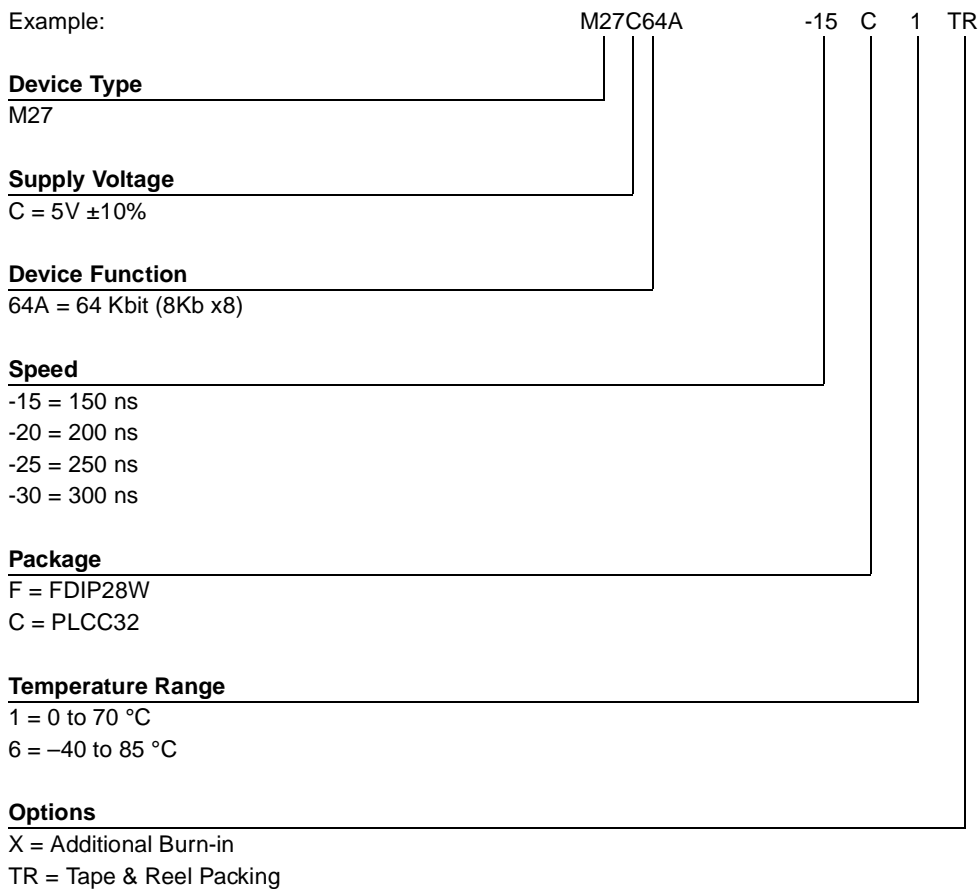 Example: M27C64A -15 C 1 TR
Device Type
M27
Supply Voltage
C = 5V ±10%
Device Function
64A = 64 Kbit (8Kb x8)
Speed
-15 = 150 ns
-20 = 200 ns
-25 = 250 ns
-30 = 300 ns
Package
F = FDIP28W
C = PLCC32
Temperature Range
1 = 0 to 70 °C
6 = –40 to 85 °C
Options
X = Additional Burn-in
TR = Tape & Reel Packing